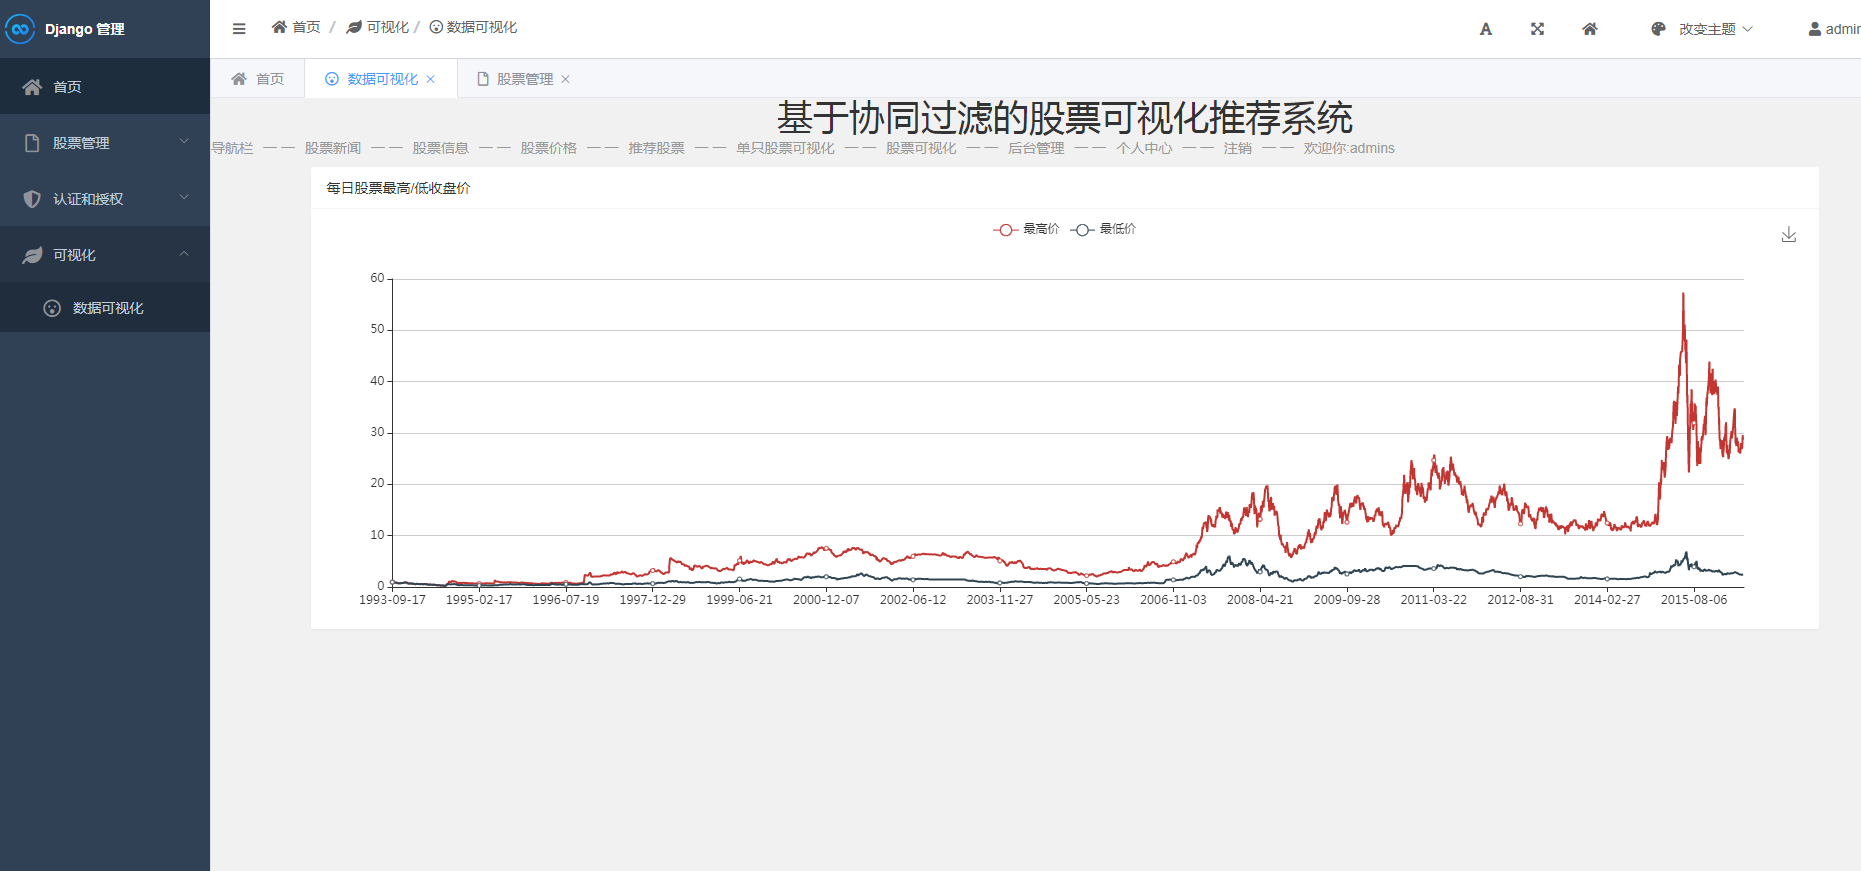 Django 管理
首页 / 可视化 / 数据可视化
A 改变主题 admin
首页
股票管理
认证和授权
可视化
数据可视化
首页 数据可视化 × 股票管理 ×
基于协同过滤的股票可视化推荐系统
导航栏 —— 股票新闻 —— 股票信息 —— 股票价格 —— 推荐股票 —— 单只股票可视化 —— 股票可视化 —— 后台管理 —— 个人中心 —— 注销 —— 欢迎你:admins
每日股票最高/低收盘价
最高价 最低价
60
50
40
30
20
10
0
1993-09-17 1995-02-17 1996-07-19 1997-12-29 1999-06-21 2000-12-07 2002-06-12 2003-11-27 2005-05-23 2006-11-03 2008-04-21 2009-09-28 2011-03-22 2012-08-31 2014-02-27 2015-08-06